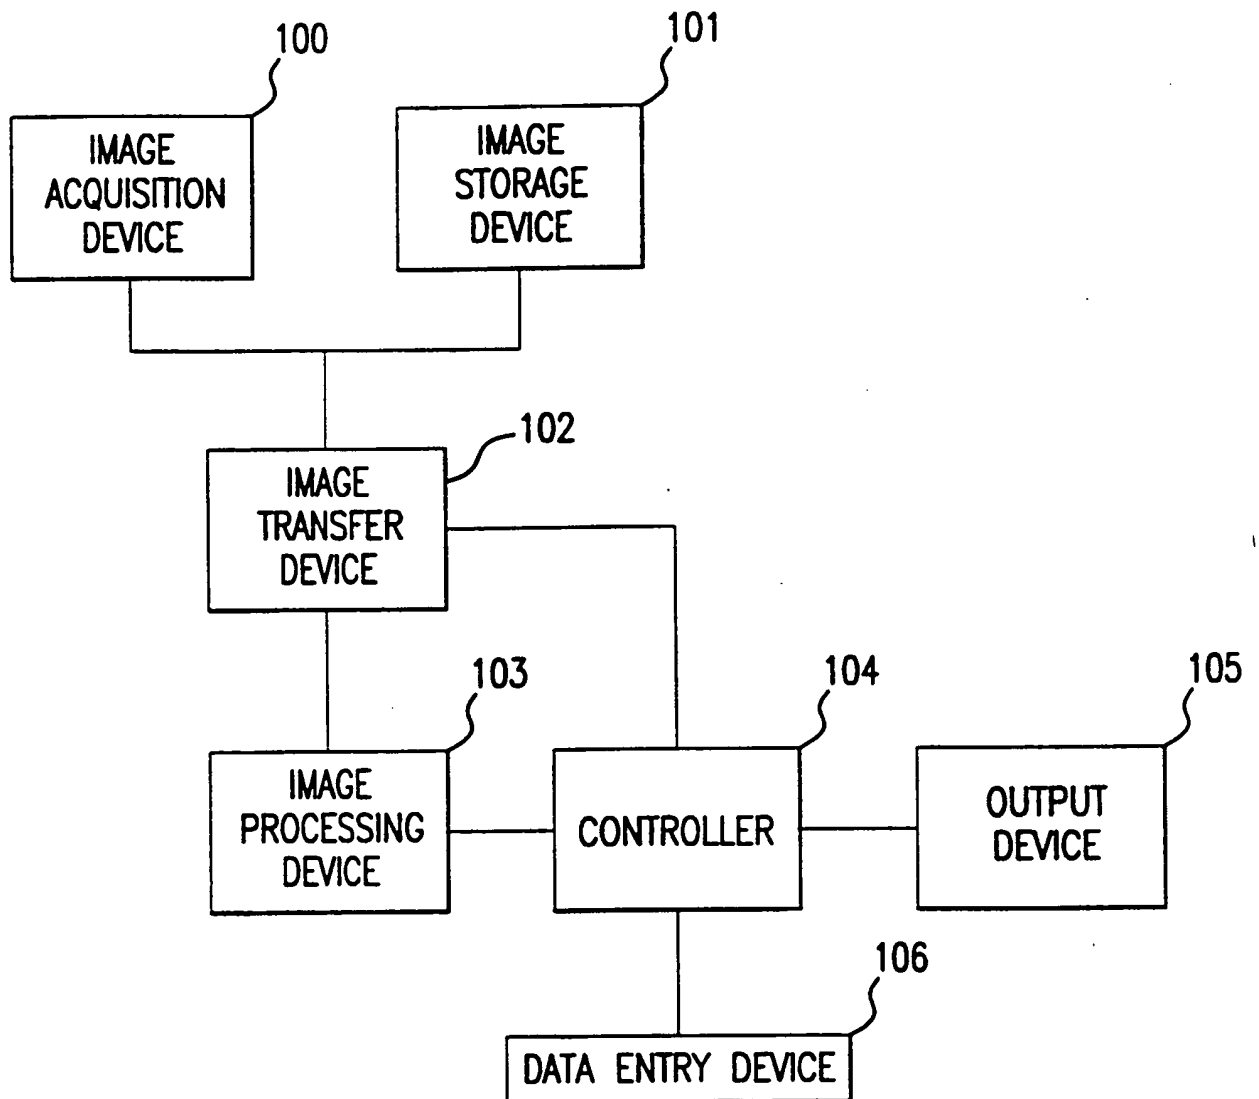 100
101
IMAGE
ACQUISITION
DEVICE
IMAGE
STORAGE
DEVICE
102
IMAGE
TRANSFER
DEVICE
103
104
105
IMAGE
PROCESSING
DEVICE
CONTROLLER
OUTPUT
DEVICE
106
DATA ENTRY DEVICE